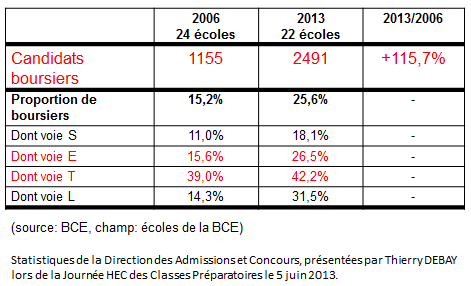 2006 2013 2013/2006
24 écoles 22 écoles
Candidats 1155 2491 +115,7%
boursiers
Proportion de 15,2% 25,6% -
boursiers
Dont voie S 11,0% 18,1% -
Dont voie E 15,6% 26,5% -
Dont voie T 39,0% 42,2% -
Dont voie L 14,3% 31,5% -
(source: BCE, champ: écoles de la BCE)
Statistiques de la Direction des Admissions et Concours, présentées par Thierry DEBAY
lors de la Journée HEC des Classes Préparatoires le 5 juin 2013.